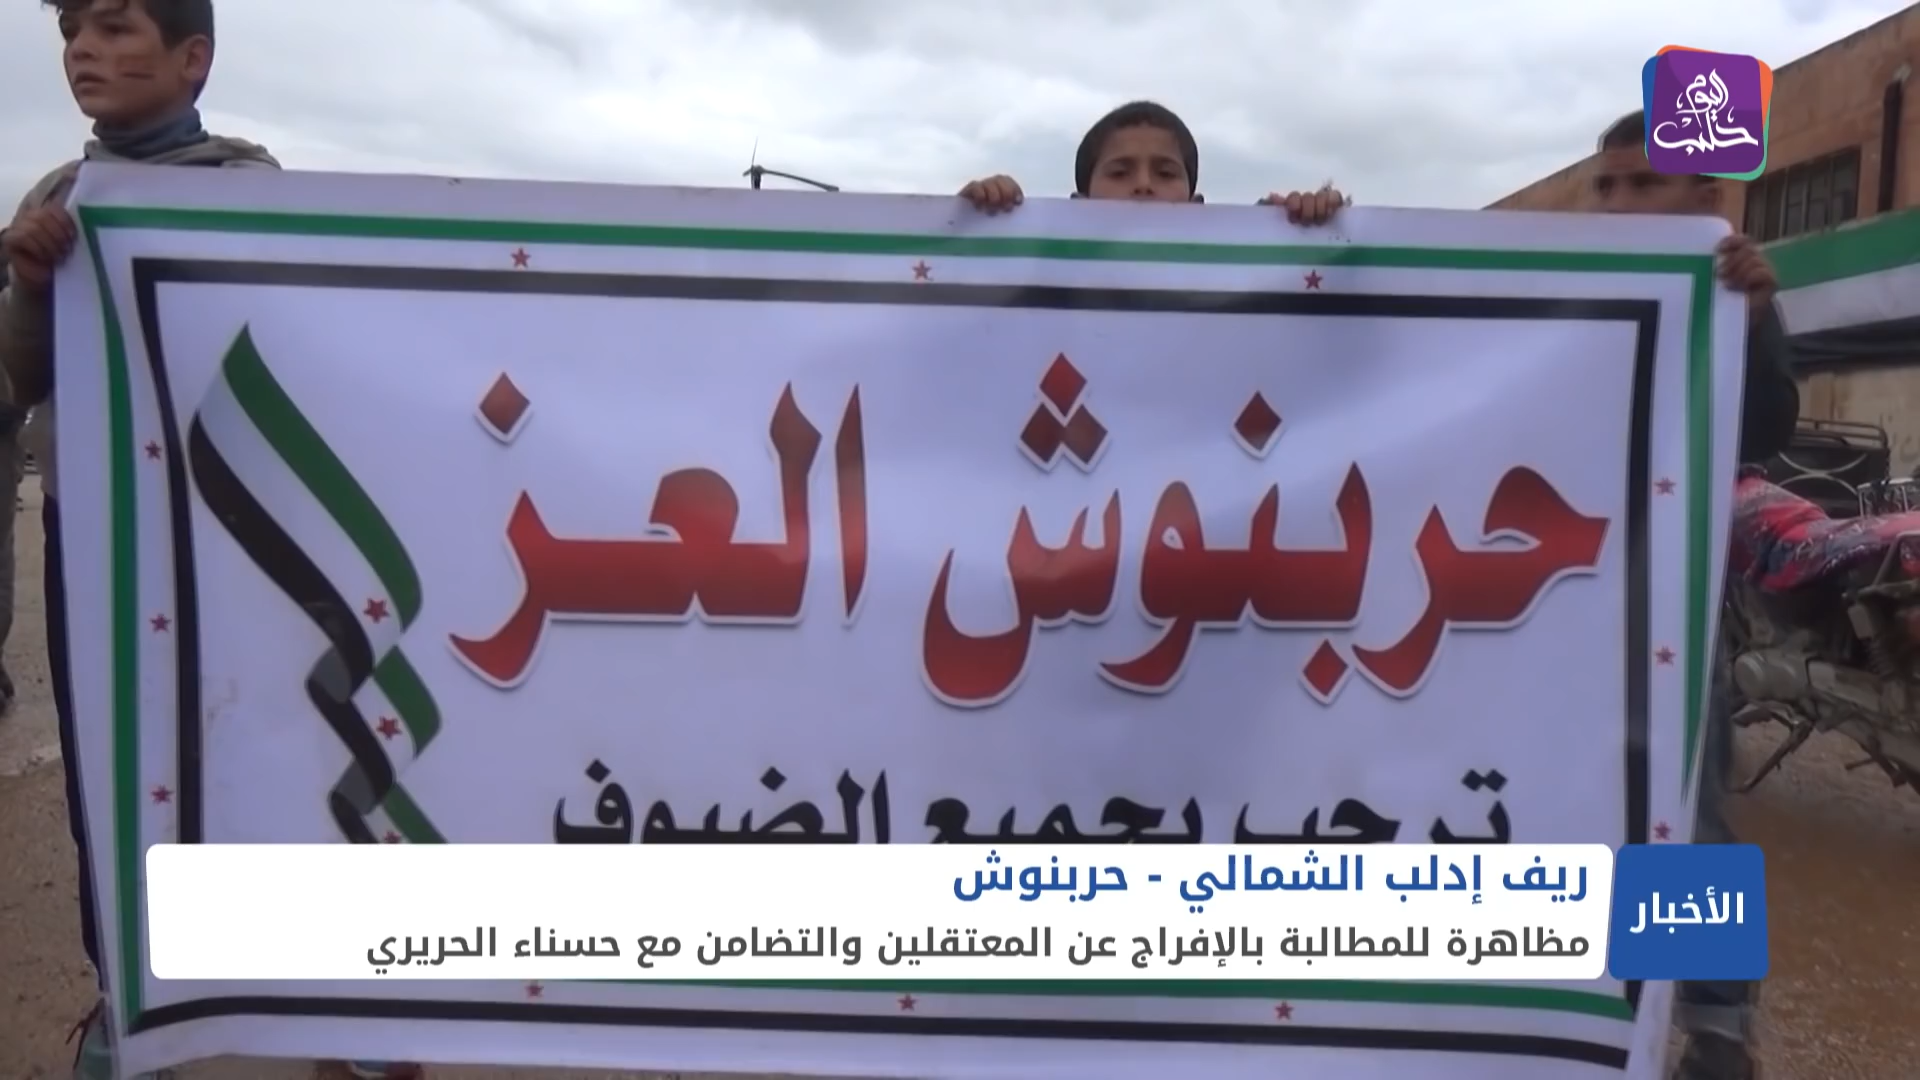 اليوم
حلب
حربنوش العز
ترحب بجميع الضيوف
ريف إدلب الشمالي - حربنوش
الأخبار
مظاهرة للمطالبة بالإفراج عن المعتقلين والتضامن مع حسناء الحريري